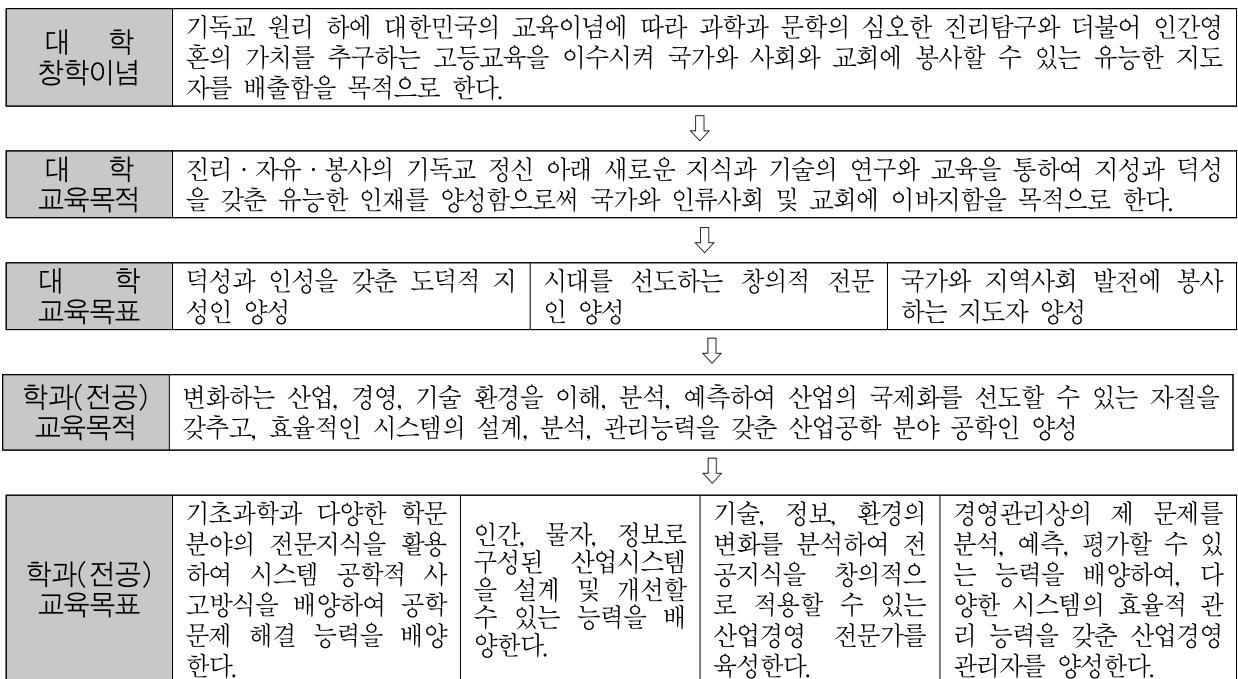 대 학
창학이념
기독교 원리 하에 대한민국의 교육이념에 따라 과학과 문학의 심오한 진리탐구와 더불어 인간영
혼의 가치를 추구하는 고등교육을 이수시켜 국가와 사회와 교회에 봉사할 수 있는 유능한 지도
자를 배출함을 목적으로 한다.
⇩
대 학
교육목적
진리·자유·봉사의 기독교 정신 아래 새로운 지식과 기술의 연구와 교육을 통하여 지성과 덕성
을 갖춘 유능한 인재를 양성함으로써 국가와 인류사회 및 교회에 이바지함을 목적으로 한다.
⇩
대 학
교육목표
덕성과 인성을 갖춘 도덕적 지
성인 양성
시대를 선도하는 창의적 전문
인 양성
국가와 지역사회 발전에 봉사
하는 지도자 양성
⇩
학과(전공)
교육목적
변화하는 산업, 경영, 기술 환경을 이해, 분석, 예측하여 산업의 국제화를 선도할 수 있는 자질을
갖추고, 효율적인 시스템의 설계, 분석, 관리능력을 갖춘 산업공학 분야 공학인 양성
⇩
학과(전공)
교육목표
기초과학과 다양한 학문
분야의 전문지식을 활용
하여 시스템 공학적 사
고방식을 배양하여 공학
문제 해결 능력을 배양
한다.
인간, 물자, 정보로
구성된 산업시스템
을 설계 및 개선할
수 있는 능력을 배
양한다.
기술, 정보, 환경의
변화를 분석하여 전
공지식을 창의적으
로 적용할 수 있는
산업경영 전문가를
육성한다.
경영관리상의 제 문제를
분석, 예측, 평가할 수 있
는 능력을 배양하여, 다
양한 시스템의 효율적 관
리 능력을 갖춘 산업경영
관리자를 양성한다.